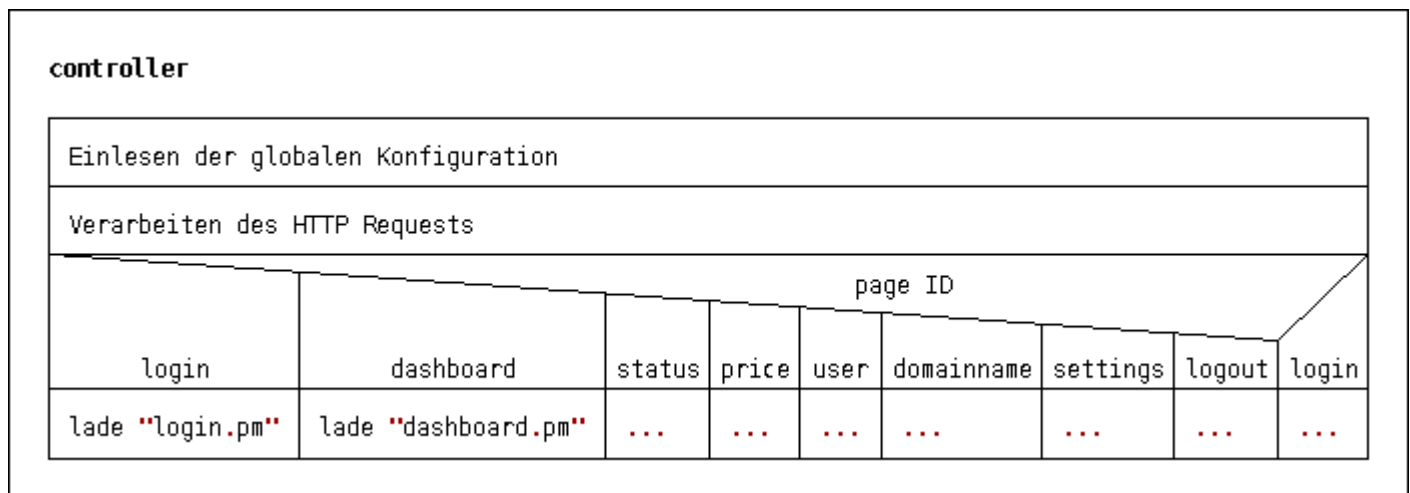 controller
Einlesen der globalen Konfiguration
Verarbeiten des HTTP Requests
page ID
login dashboard status price user domainname settings logout login
lade "login.pm" lade "dashboard.pm" ... ... ... ... ... ... ...